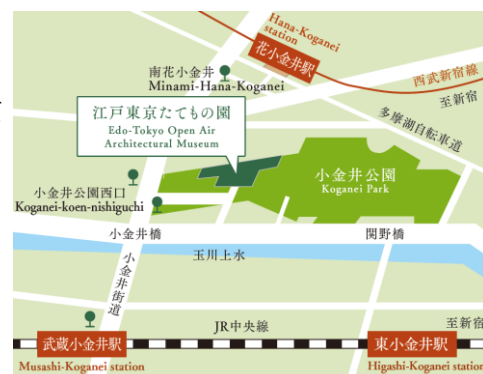 Hana-Koganei
station
花小金井駅
西武新宿線
至新宿
多摩湖自転車道
南花小金井
Minami-Hana-Koganei
江戸東京たてもの園
Edo-Tokyo Open Air
Architectural Museum
小金井公園
Koganei Park
小金井公園西口
Koganei-koen-nishiguchi
小金井橋
関野橋
玉川上水
小金井街道
JR中央線
至新宿
武蔵小金井駅
Musashi-Koganei station
東小金井駅
Higashi-Koganei station